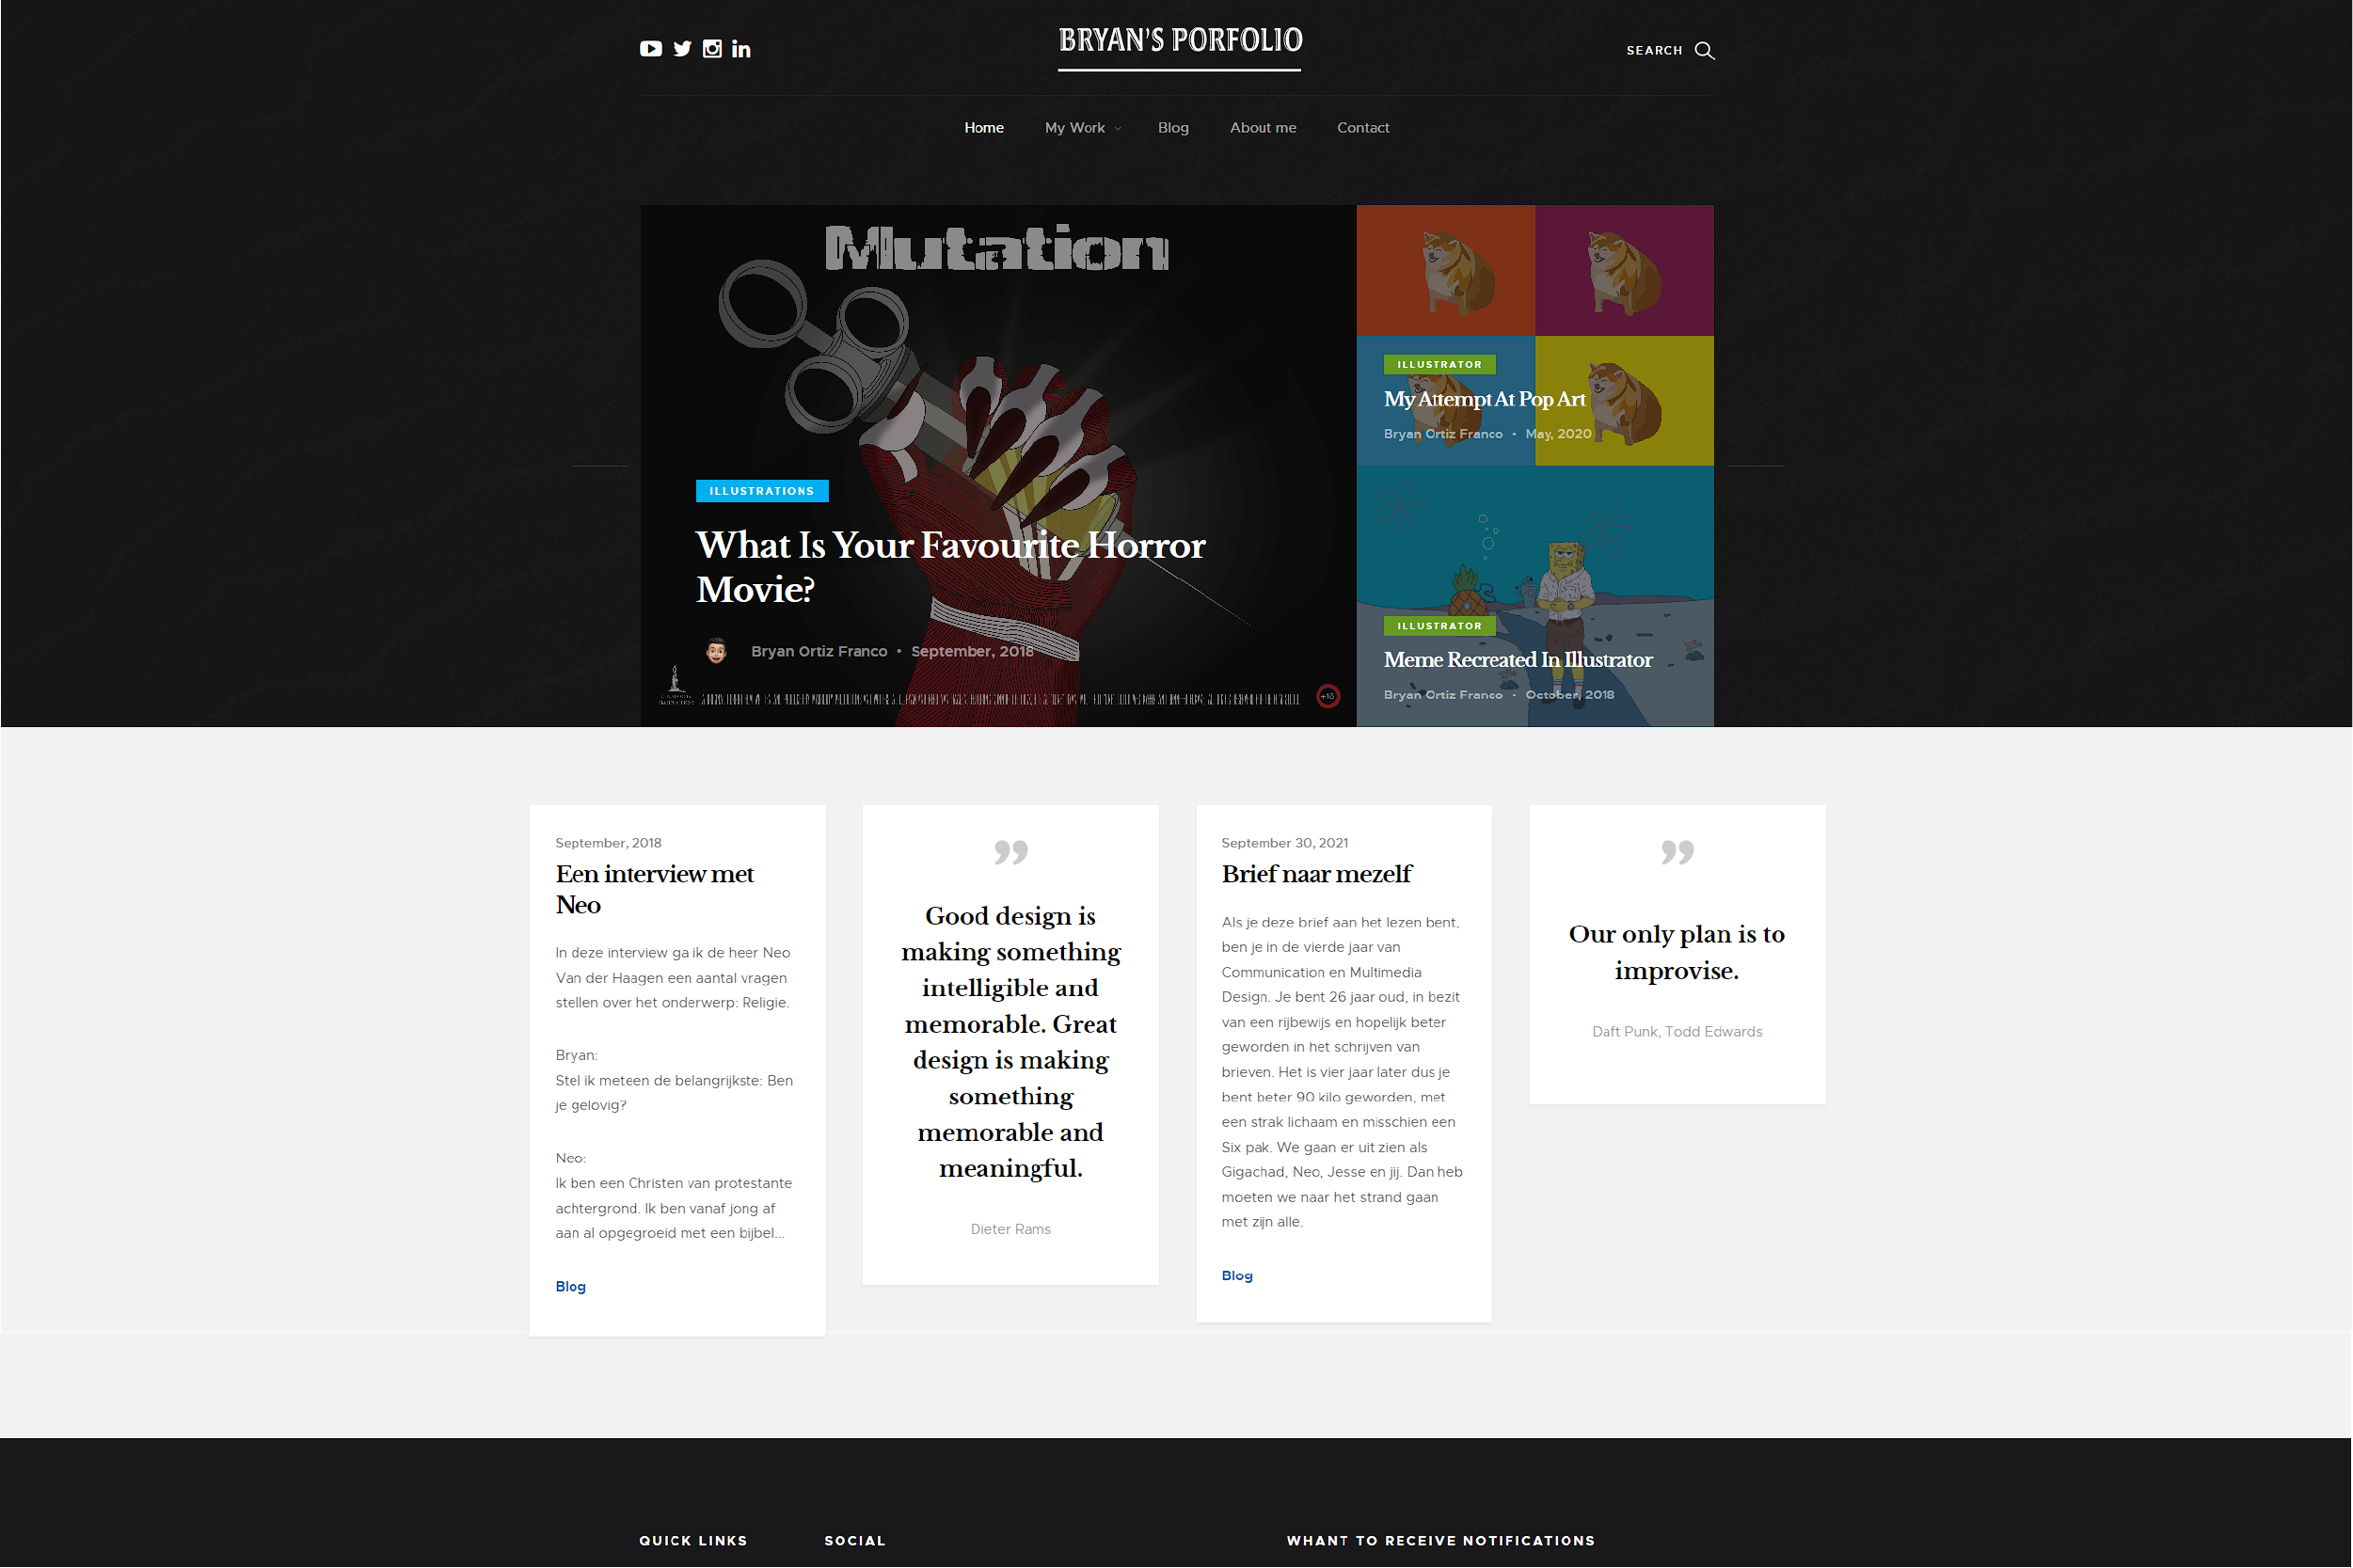 BRYAN'S PORFOLIO
SEARCH
Home
My Work
Blog
About me
Contact
Mutation
ILLUSTRATIONS
What Is Your Favourite Horror
Movie?
Bryan Ortiz Franco • September, 2018
+16
ILLUSTRATOR
My Attempt At Pop Art
Bryan Ortiz Franco • May, 2020
ILLUSTRATOR
Meme Recreated In Illustrator
Bryan Ortiz Franco • October, 2018
September, 2018
Een interview met
Neo
In deze interview ga ik de heer Neo
Van der Haagen een aantal vragen
stellen over het onderwerp: Religie.
Bryan:
Stel ik meteen de belangrijkste: Ben
je gelovig?
Neo:
Ik ben een Christen van protestante
achtergrond. Ik ben vanaf jong af
aan al opgegroeid met een bijbel...
Blog
”
Good design is
making something
intelligible and
memorable. Great
design is making
something
memorable and
meaningful.
Dieter Rams
September 30, 2021
Brief naar mezelf
Als je deze brief aan het lezen bent,
ben je in de vierde jaar van
Communication en Multimedia
Design. Je bent 26 jaar oud, in bezit
van een rijbewijs en hopelijk beter
geworden in het schrijven van
brieven. Het is vier jaar later dus je
bent beter 90 kilo geworden, met
een strak lichaam en misschien een
Six pak. We gaan er uit zien als
Gigachad, Neo, Jesse en jij. Dan heb
moeten we naar het strand gaan
met zijn alle.
Blog
”
Our only plan is to
improvise.
Daft Punk, Todd Edwards
QUICK LINKS
SOCIAL
WHANT TO RECEIVE NOTIFICATIONS